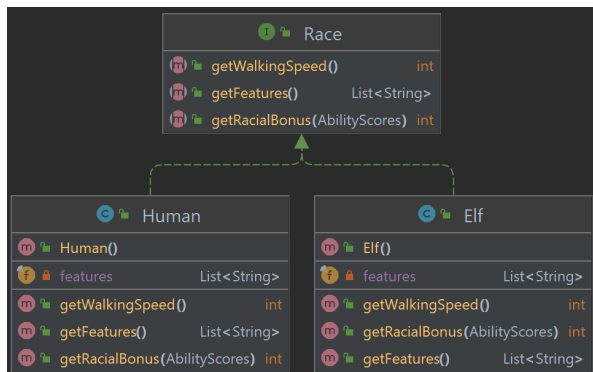 I Race
m getWalkingSpeed() int
m getFeatures() List<String>
m getRacialBonus(AbilityScores) int
C Human
m Human()
f features List<String>
m getWalkingSpeed() int
m getFeatures() List<String>
m getRacialBonus(AbilityScores) int
C Elf
m Elf()
f features List<String>
m getWalkingSpeed() int
m getRacialBonus(AbilityScores) int
m getFeatures() List<String>